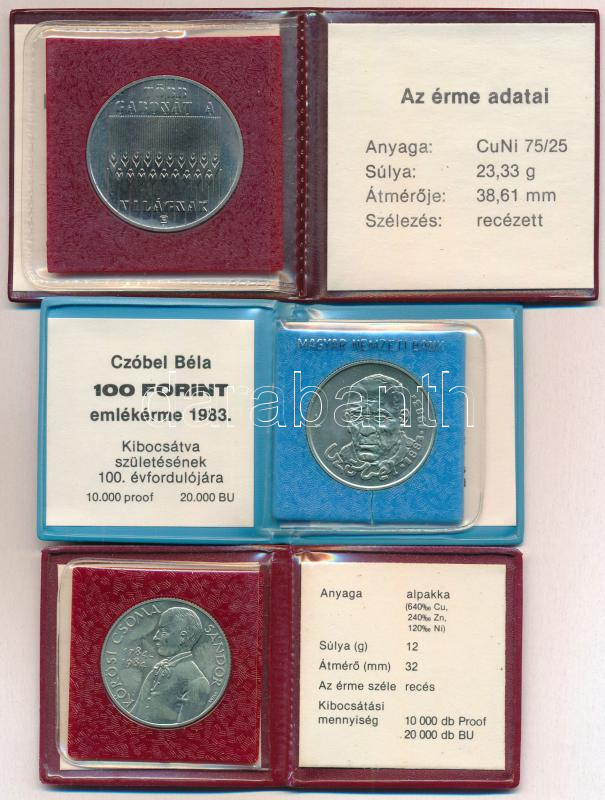 TÖBB
GABONÁT A
VILÁGNAK
Az érme adatai
Anyaga: CuNi 75/25
Súlya: 23,33 g
Átmérője: 38,61 mm
Szélezés: recézett
Czóbel Béla
100 FORINT
emlékérme 1983.
Kibocsátva
születésének
100. évfordulójára
10.000 proof 20.000 BU
MAGYAR NEMZETI BANK
darabanth
KŐRÖSI CSOMA SÁNDOR
1784-
1984
Anyaga alpakka
(640‰ Cu,
240‰ Zn,
120‰ Ni)
Súlya (g) 12
Átmérő (mm) 32
Az érme széle recés
Kibocsátási
mennyiség 10 000 db Proof
20 000 db BU